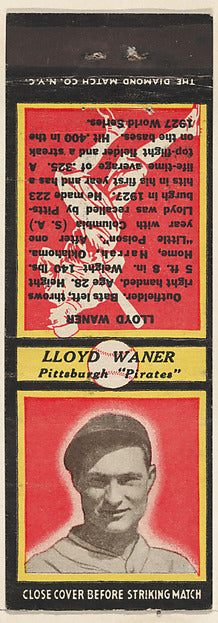 THE DIAMOND MATCH CO. N.Y.C.
LLOYD WANER
Outfielder. Bats left, throws
right handed. Age 28. Height
5 ft. 8 in. Weight 140 lbs.
Home, Harrah, Oklahoma.
"Little Poison." After one
year with Columbia (S. A.)
Lloyd was recalled by Pitts-
burgh in 1927. He made 223
hits in his first year and has a
life-time average of .325. A
top-flight fielder and a streak
on the bases. Hit .400 in the
1927 World Series.
LLOYD WANER
Pittsburgh "Pirates"
CLOSE COVER BEFORE STRIKING MATCH